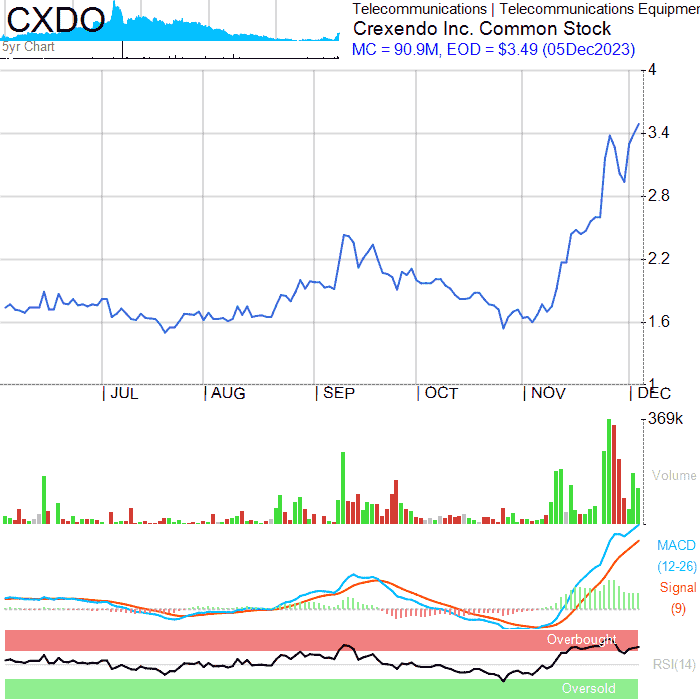 CXDO
5yr Chart
Telecommunications | Telecommunications Equipmer
Crexendo Inc. Common Stock
MC = 90.9M, EOD = $3.49 (05Dec2023)
4
3.4
2.8
2.2
1.6
1
JUL AUG SEP OCT NOV DEC
369k
Volume
MACD
(12-26)
Signal
(9)
Overbought
RSI(14)
Oversold